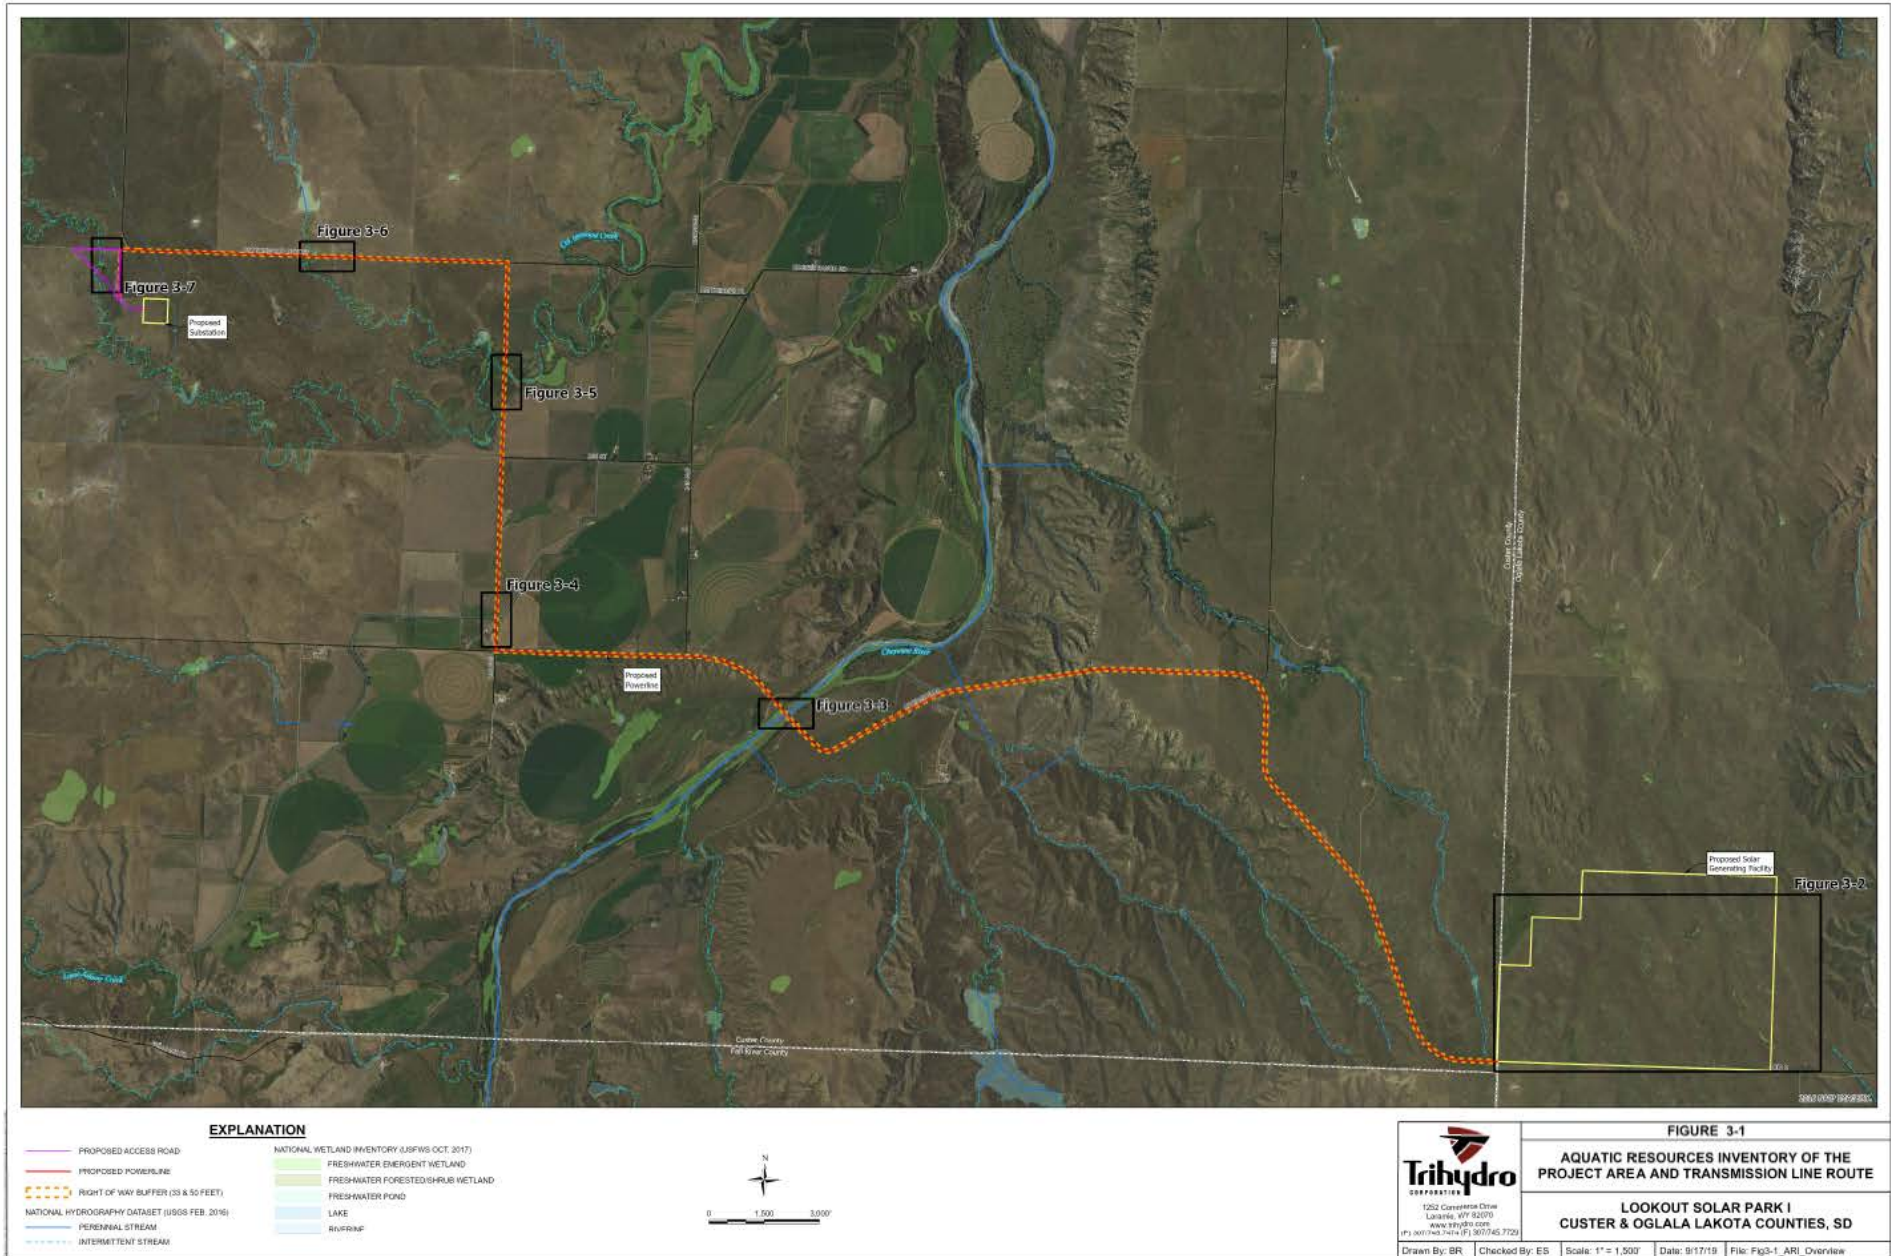 Figure 3-6
Cheyenne River
Figure 3-7
Proposed
Substation
Figure 3-5
Custer County
Oglala Lakota County
Figure 3-4
Proposed
Powerline
Figure 3-3
Proposed Solar
Generating Facility
Figure 3-2
Custer County
Fall River County
EXPLANATION
PROPOSED ACCESS ROAD
PROPOSED POWERLINE
RIGHT OF WAY BUFFER (33 & 50 FEET)
NATIONAL HYDROGRAPHY DATASET (USGS FEB. 2016)
PERENNIAL STREAM
INTERMITTENT STREAM
NATIONAL WETLAND INVENTORY (USFWS OCT. 2017)
FRESHWATER EMERGENT WETLAND
FRESHWATER FORESTED/SHRUB WETLAND
FRESHWATER POND
LAKE
RIVERINE
N
0 1,500 3,000'
Trihydro
CORPORATION
1252 Commerce Drive
Laramie, WY 82070
www.trihydro.com
(P) 307/745.7474 (F) 307/745.7729
FIGURE 3-1
AQUATIC RESOURCES INVENTORY OF THE
PROJECT AREA AND TRANSMISSION LINE ROUTE
LOOKOUT SOLAR PARK I
CUSTER & OGLALA LAKOTA COUNTIES, SD
Drawn By: BR Checked By: ES Scale: 1" = 1,500' Date: 9/17/19 File: Fig3-1_ARI_Overview